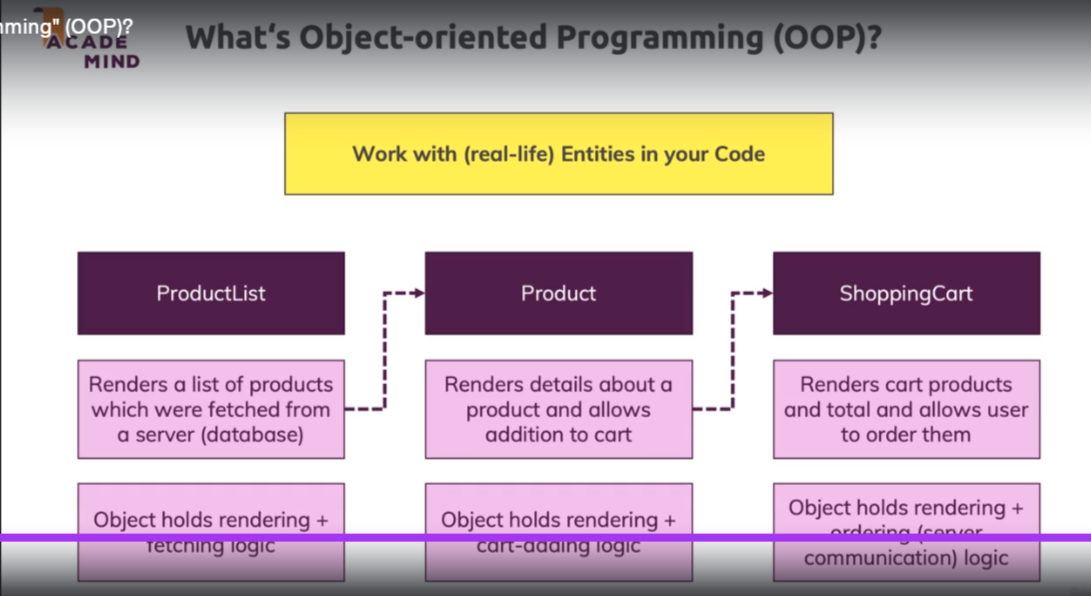 mming" (OOP)?
ACADE
MIND
What's Object-oriented Programming (OOP)?
Work with (real-life) Entities in your Code
ProductList
Renders a list of products
which were fetched from
a server (database)
Object holds rendering +
fetching logic
Product
Renders details about a
product and allows
addition to cart
Object holds rendering +
cart-adding logic
ShoppingCart
Renders cart products
and total and allows user
to order them
Object holds rendering +
ordering (server
communication) logic